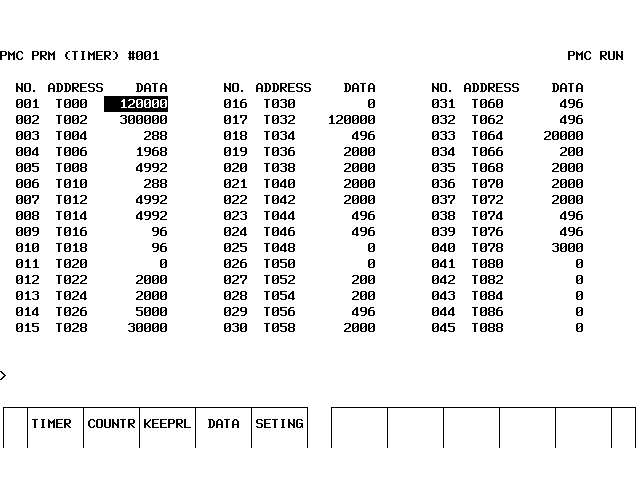 PMC PRM (TIMER) #001 PMC RUN
NO. ADDRESS DATA NO. ADDRESS DATA NO. ADDRESS DATA
001 T000 120000 016 T030 0 031 T060 496
002 T002 300000 017 T032 120000 032 T062 496
003 T004 288 018 T034 496 033 T064 20000
004 T006 1968 019 T036 2000 034 T066 200
005 T008 4992 020 T038 2000 035 T068 2000
006 T010 288 021 T040 2000 036 T070 2000
007 T012 4992 022 T042 2000 037 T072 2000
008 T014 4992 023 T044 496 038 T074 496
009 T016 96 024 T046 496 039 T076 496
010 T018 96 025 T048 0 040 T078 3000
011 T020 0 026 T050 0 041 T080 0
012 T022 2000 027 T052 200 042 T082 0
013 T024 2000 028 T054 200 043 T084 0
014 T026 5000 029 T056 496 044 T086 0
015 T028 30000 030 T058 2000 045 T088 0
>
TIMER COUNTR KEEPRL DATA SETING